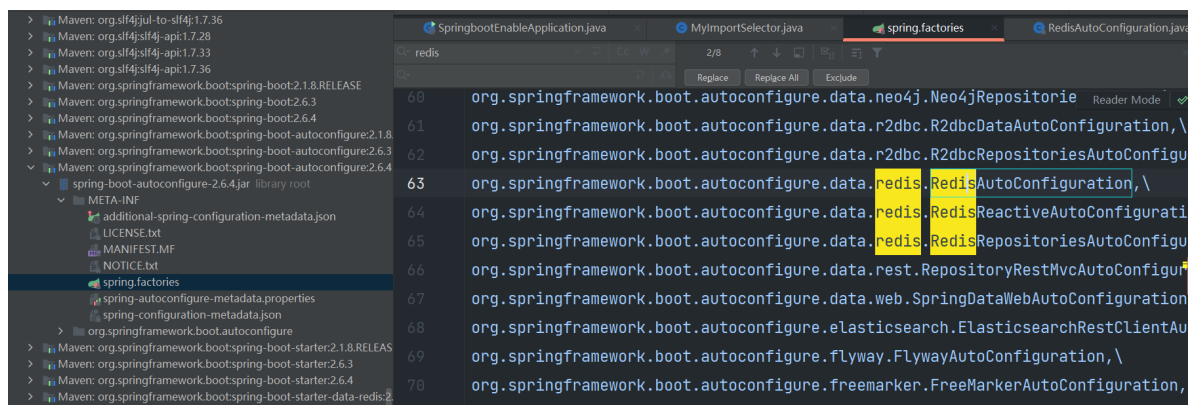 Maven: org.slf4j:jul-to-slf4j:1.7.36
Maven: org.slf4j:slf4j-api:1.7.28
Maven: org.slf4j:slf4j-api:1.7.33
Maven: org.slf4j:slf4j-api:1.7.36
Maven: org.springframework.boot:spring-boot:2.1.8.RELEASE
Maven: org.springframework.boot:spring-boot:2.6.3
Maven: org.springframework.boot:spring-boot:2.6.4
Maven: org.springframework.boot:spring-boot-autoconfigure:2.1.8.
Maven: org.springframework.boot:spring-boot-autoconfigure:2.6.3
Maven: org.springframework.boot:spring-boot-autoconfigure:2.6.4
spring-boot-autoconfigure-2.6.4.jar library root
META-INF
additional-spring-configuration-metadata.json
LICENSE.txt
MANIFEST.MF
NOTICE.txt
spring.factories
spring-autoconfigure-metadata.properties
spring-configuration-metadata.json
org.springframework.boot.autoconfigure
Maven: org.springframework.boot:spring-boot-starter:2.1.8.RELEAS
Maven: org.springframework.boot:spring-boot-starter:2.6.3
Maven: org.springframework.boot:spring-boot-starter:2.6.4
Maven: org.springframework.boot:spring-boot-starter-data-redis:2.
SpringbootEnableApplication.java MyImportSelector.java spring.factories RedisAutoConfiguration.java
redis Cc W .* 2/8
Replace Replace All Exclude
60 org.springframework.boot.autoconfigure.data.neo4j.Neo4jRepositorie Reader Mode
61 org.springframework.boot.autoconfigure.data.r2dbc.R2dbcDataAutoConfiguration,\
62 org.springframework.boot.autoconfigure.data.r2dbc.R2dbcRepositoriesAutoConfigu
63 org.springframework.boot.autoconfigure.data.redis.RedisAutoConfiguration,\
64 org.springframework.boot.autoconfigure.data.redis.RedisReactiveAutoConfigurati
65 org.springframework.boot.autoconfigure.data.redis.RedisRepositoriesAutoConfigu
66 org.springframework.boot.autoconfigure.data.rest.RepositoryRestMvcAutoConfigur
67 org.springframework.boot.autoconfigure.data.web.SpringDataWebAutoConfiguration
68 org.springframework.boot.autoconfigure.elasticsearch.ElasticsearchRestClientAu
69 org.springframework.boot.autoconfigure.flyway.FlywayAutoConfiguration,\
70 org.springframework.boot.autoconfigure.freemarker.FreeMarkerAutoConfiguration,